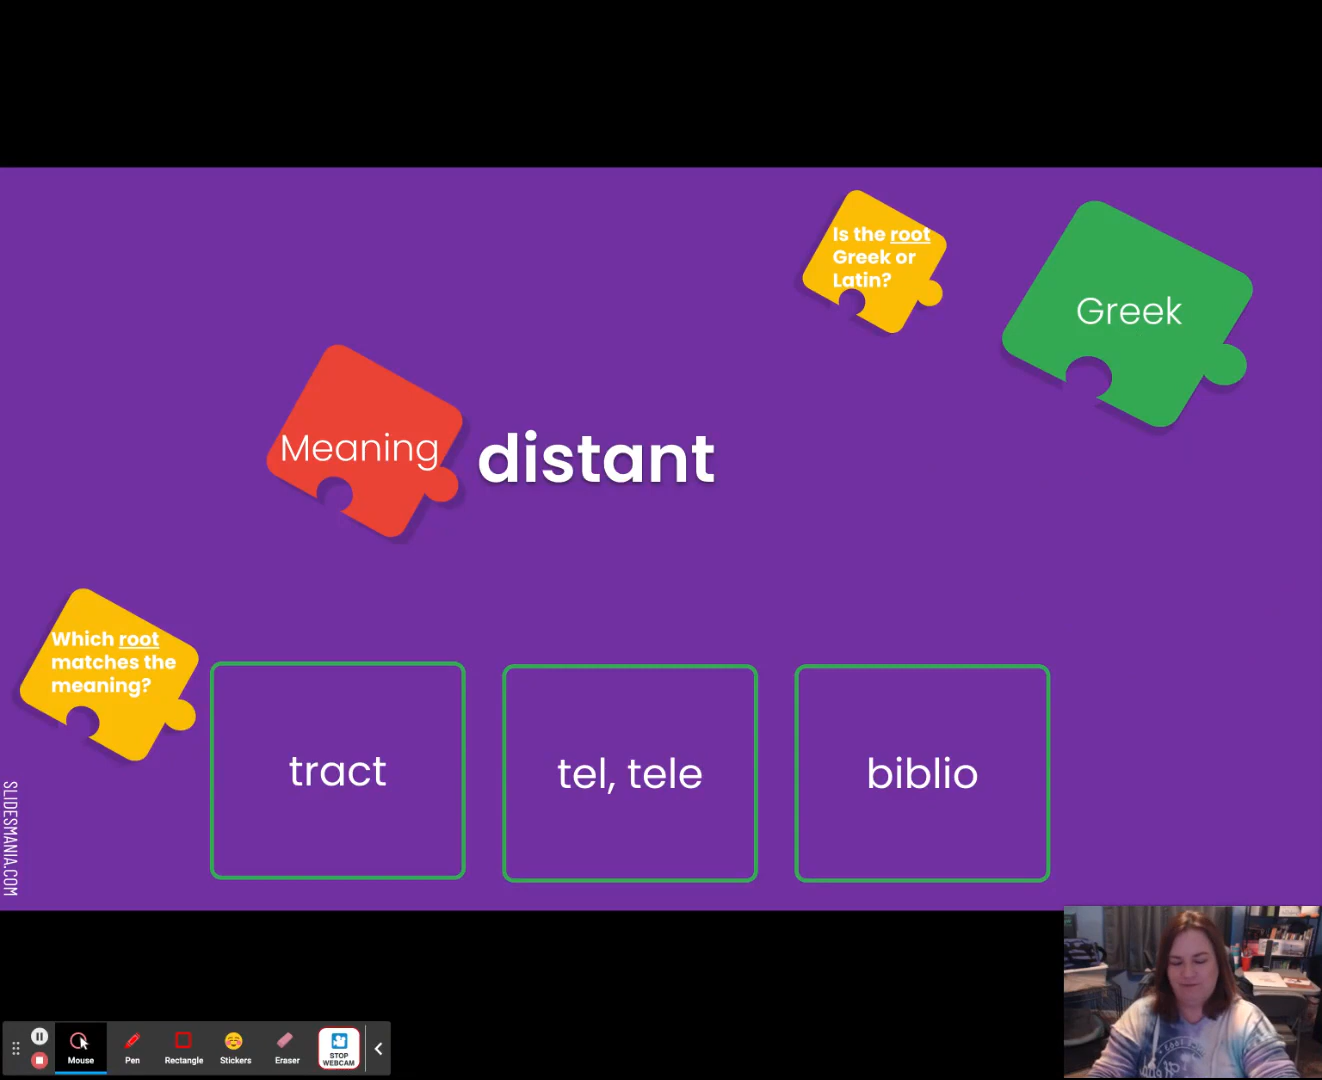 Is the root
Greek or
Latin?
Greek
Meaning
distant
Which root
matches the
meaning?
tract
tel, tele
biblio
SLIDESMANIA.COM
Mouse
Pen
Rectangle
Stickers
Eraser
STOP
WEBCAM